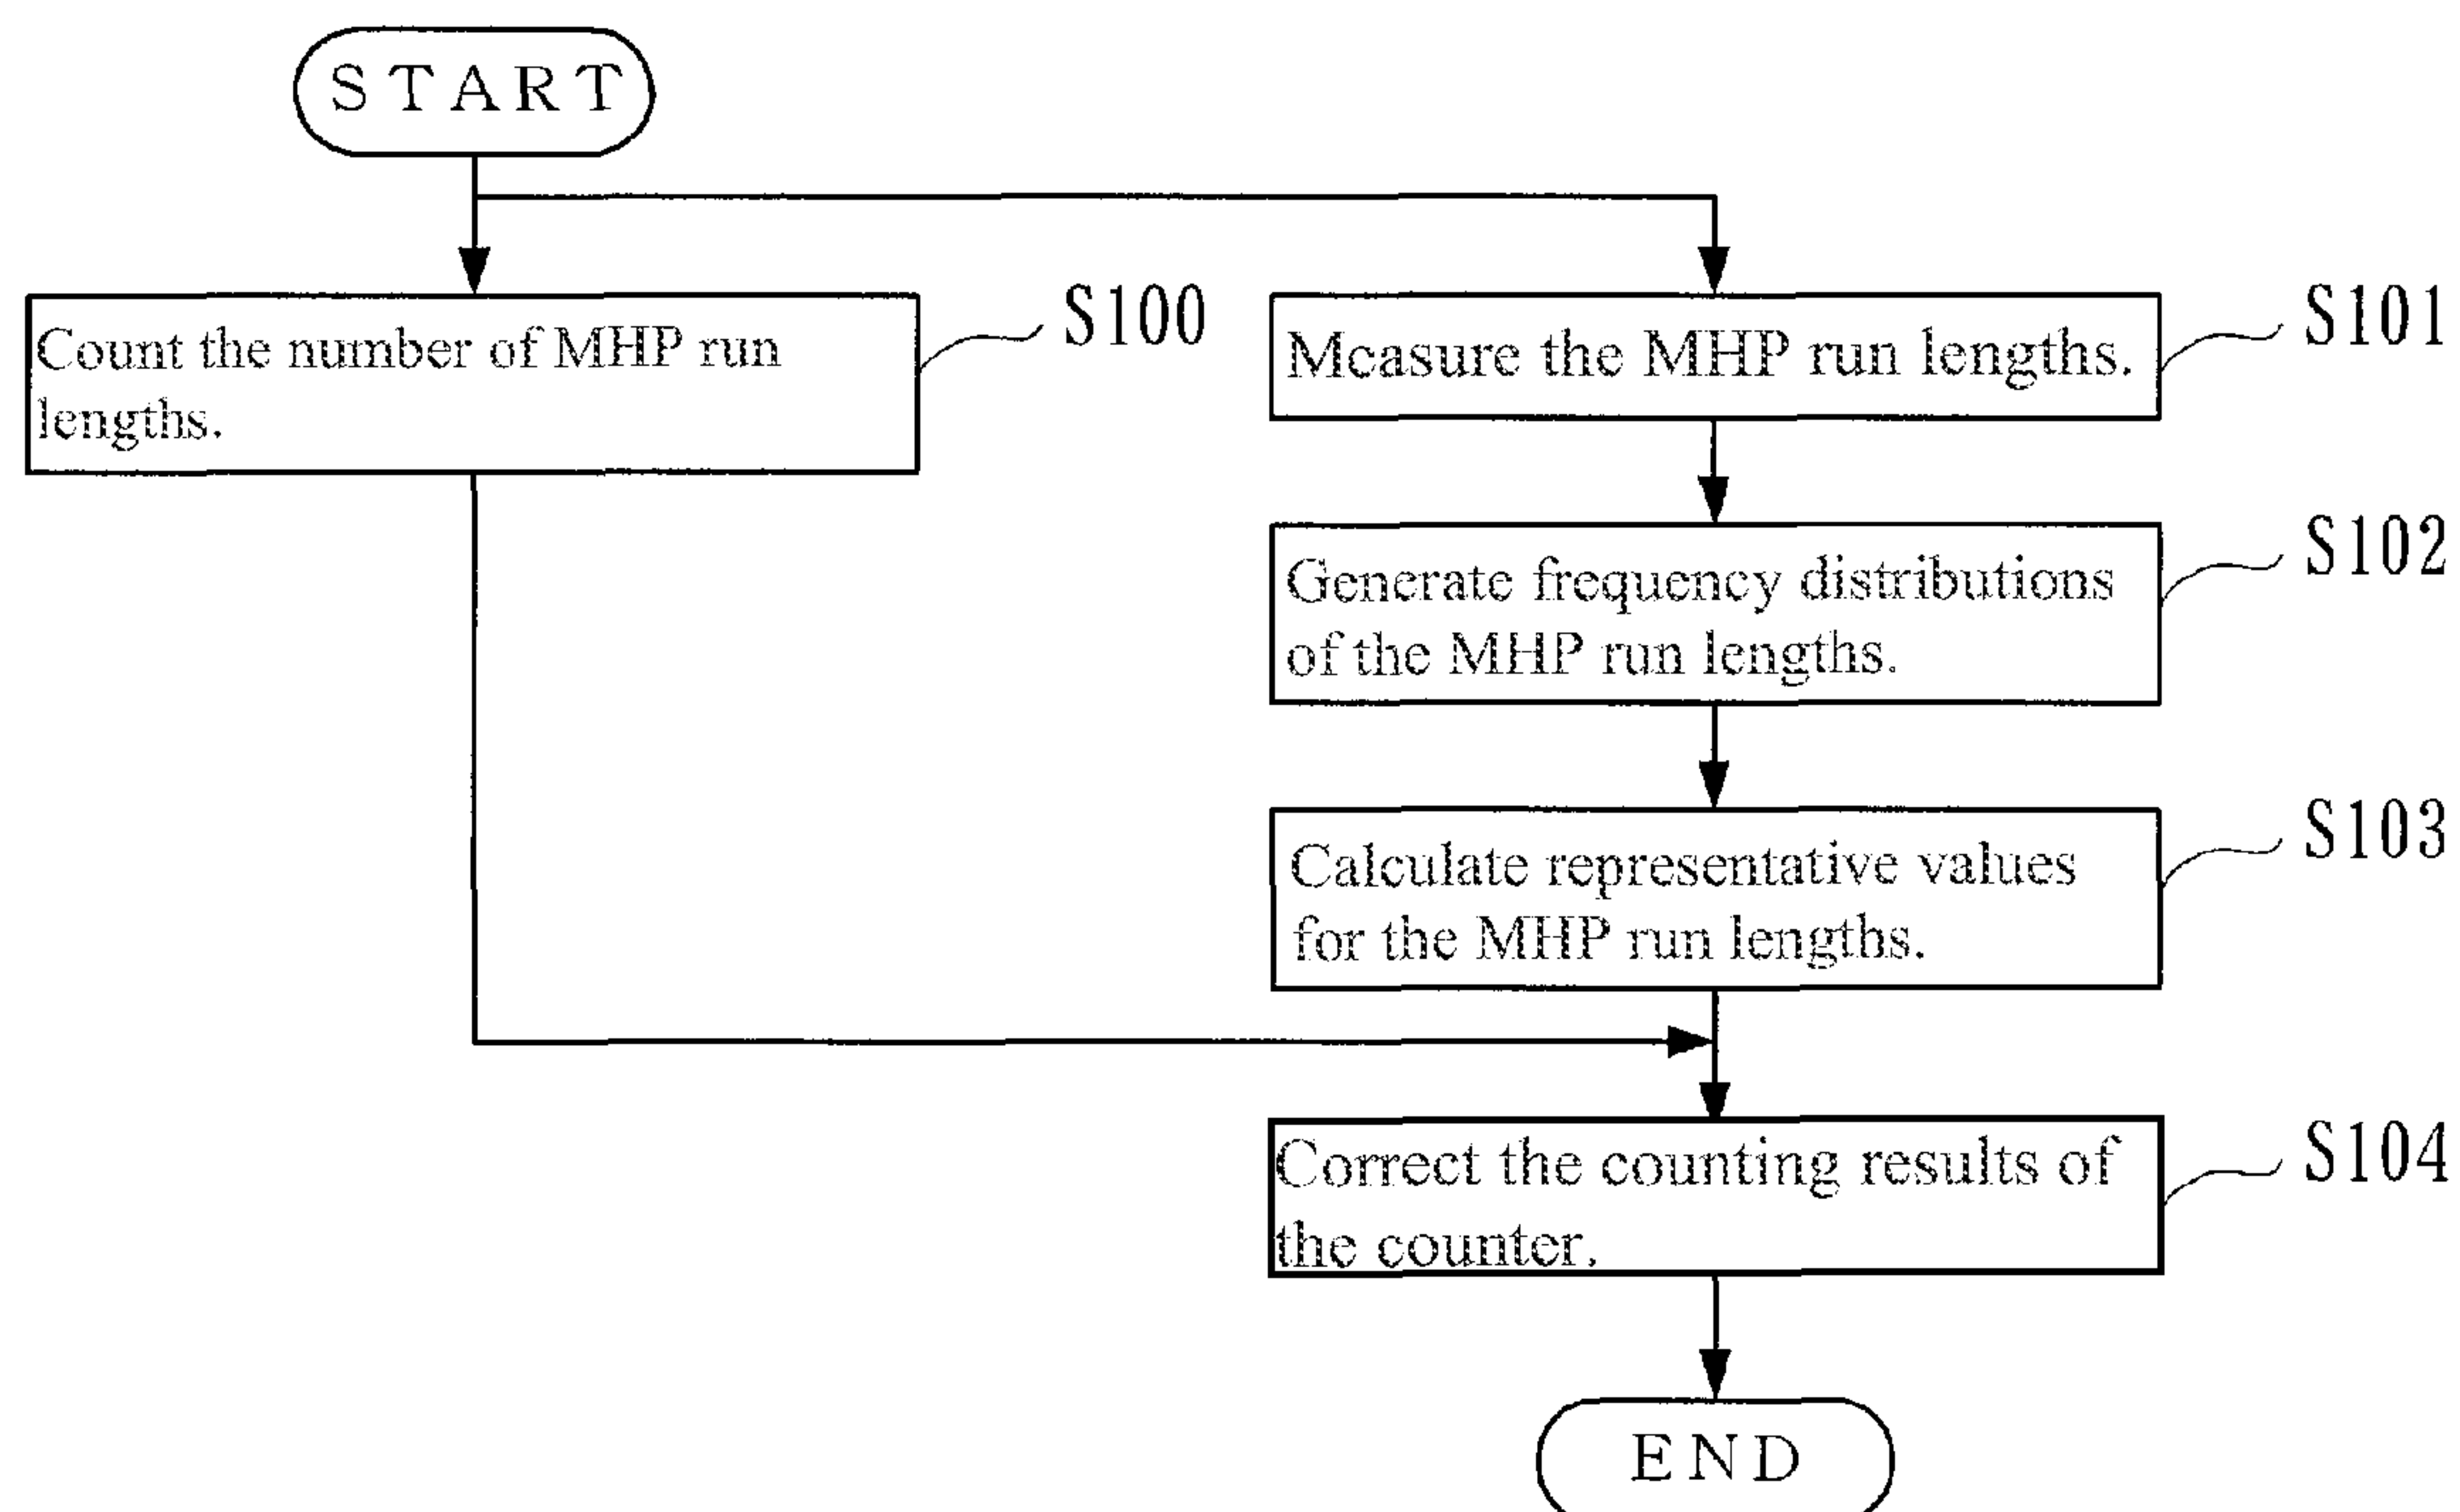 START
Count the number of MHP run
lengths.
S100
Measure the MHP run lengths.
S101
Generate frequency distributions
of the MHP run lengths.
S102
Calculate representative values
for the MHP run lengths.
S103
Correct the counting results of
the counter.
S104
END